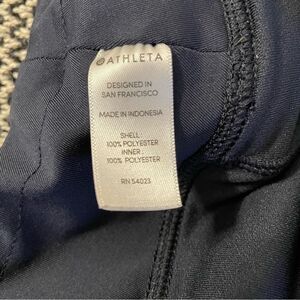 ATHLETA
DESIGNED IN
SAN FRANCISCO
MADE IN INDONESIA
SHELL:
100% POLYESTER
INNER:
100% POLYESTER
RN 54023